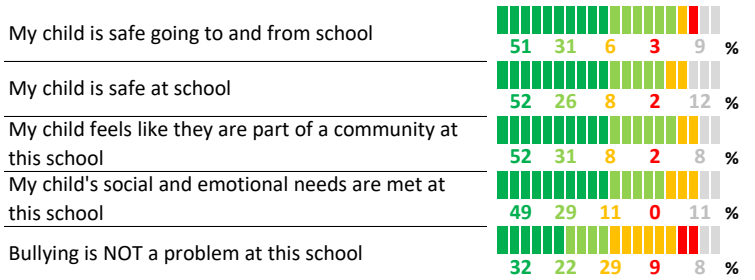 My child is safe going to and from school
51 31 6 3 9 %
My child is safe at school
52 26 8 2 12 %
My child feels like they are part of a community at
this school
52 31 8 2 8 %
My child's social and emotional needs are met at
this school
49 29 11 0 11 %
Bullying is NOT a problem at this school
32 22 29 9 8 %